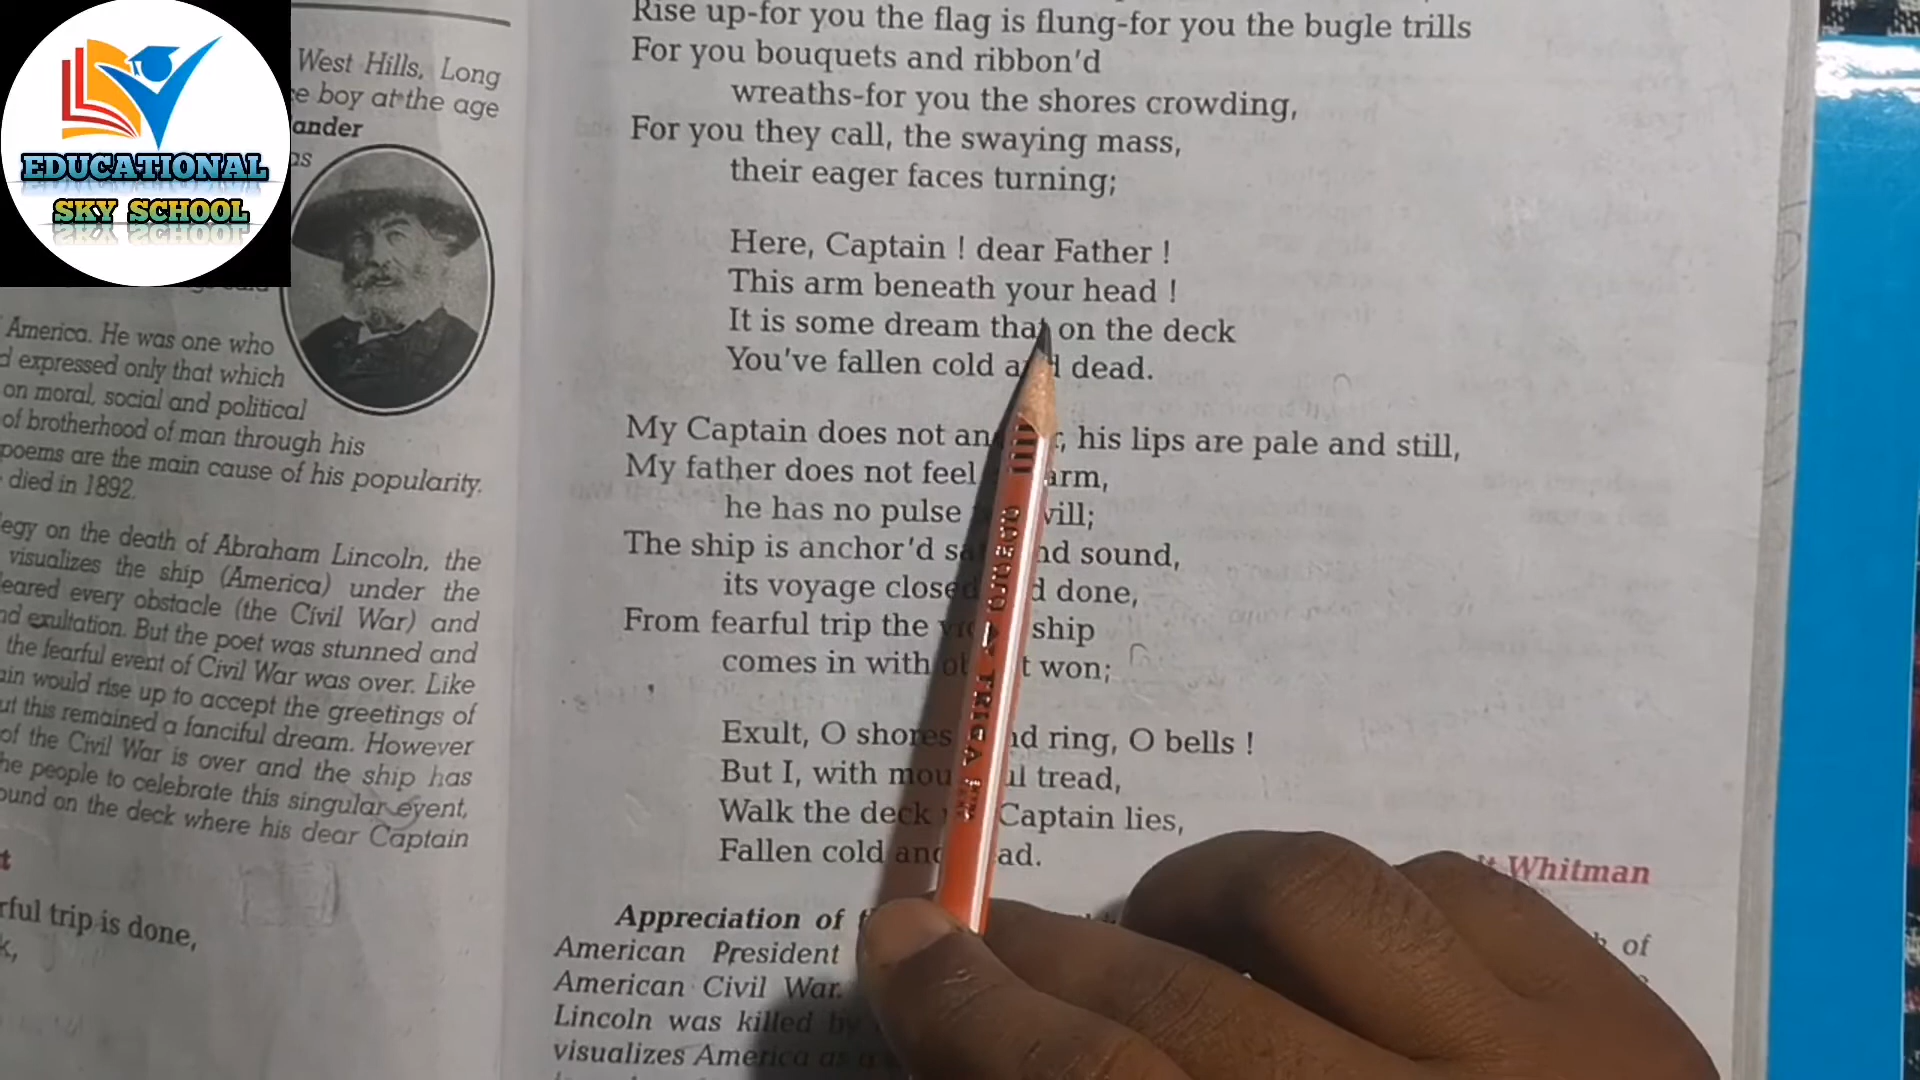 EDUCATIONAL
SKY SCHOOL
West Hills, Long
e boy at the age
ander
as
America. He was one who
d expressed only that which
on moral, social and political
of brotherhood of man through his
poems are the main cause of his popularity.
died in 1892.
legy on the death of Abraham Lincoln, the
visualizes the ship (America) under the
leared every obstacle (the Civil War) and
nd exultation. But the poet was stunned and
the fearful event of Civil War was over. Like
ain would rise up to accept the greetings of
ut this remained a fanciful dream. However
of the Civil War is over and the ship has
he people to celebrate this singular eyent,
ound on the deck where his dear Captain
t
rful trip is done,
k,
Rise up-for you the flag is flung-for you the bugle trills
For you bouquets and ribbon'd
wreaths-for you the shores crowding,
For you they call, the swaying mass,
their eager faces turning;
Here, Captain ! dear Father !
This arm beneath your head !
It is some dream that on the deck
You've fallen cold and dead.
My Captain does not an , his lips are pale and still,
My father does not feel arm,
he has no pulse will;
The ship is anchor'd sa nd sound,
its voyage closed d done,
From fearful trip the ship
comes in with ob t won;
Exult, O shores nd ring, O bells !
But I, with mou ul tread,
Walk the deck Captain lies,
Fallen cold and ad.
Whitman
Appreciation of of
American President
American Civil War.
Lincoln was killed by
visualizes America as a